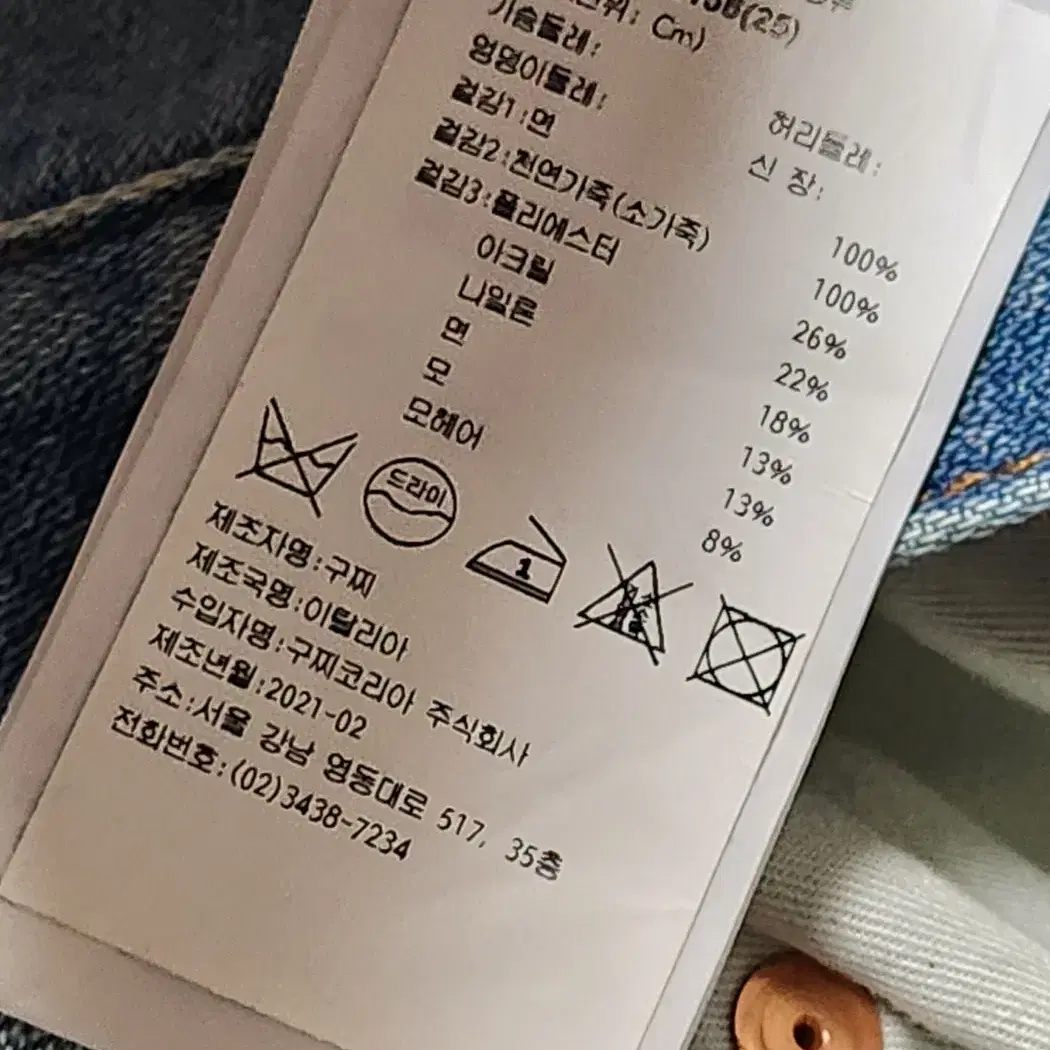 (25)
Cm)
가슴둘레:
엉덩이둘레: 허리둘레:
겉감1:면 신 장:
겉감2:천연가죽(소가죽) 100%
겉감3:폴리에스터 100%
26%
아크릴 22%
나일론 18%
면 13%
모 13%
모헤어 8%
드라이
1
제조자명:구찌
제조국명:이탈리아
수입자명:구찌코리아 주식회사
제조년월:2021-02
주소:서울 강남 영동대로 517, 35층
전화번호:(02)3438-7234